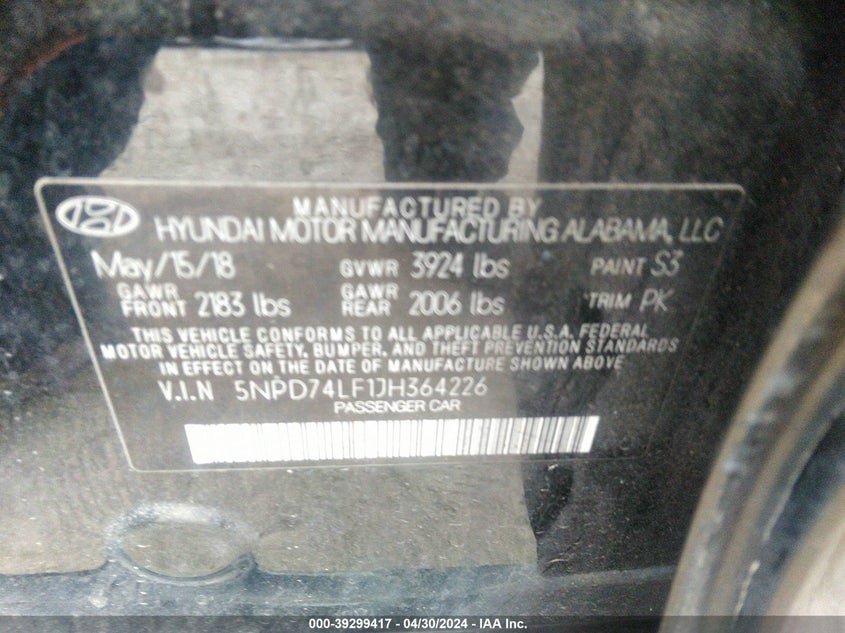 MANUFACTURED BY
HYUNDAI MOTOR MANUFACTURING ALABAMA, LLC
May/15/18 GVWR 3924 lbs PAINT S3
GAWR FRONT 2183 lbs GAWR REAR 2006 lbs TRIM PK
THIS VEHICLE CONFORMS TO ALL APPLICABLE U.S.A. FEDERAL
MOTOR VEHICLE SAFETY, BUMPER, AND THEFT PREVENTION STANDARDS
IN EFFECT ON THE DATE OF MANUFACTURE SHOWN ABOVE
V.I.N 5NPD74LF1JH364226
PASSENGER CAR
000-39299417 - 04/30/2024 - IAA Inc.